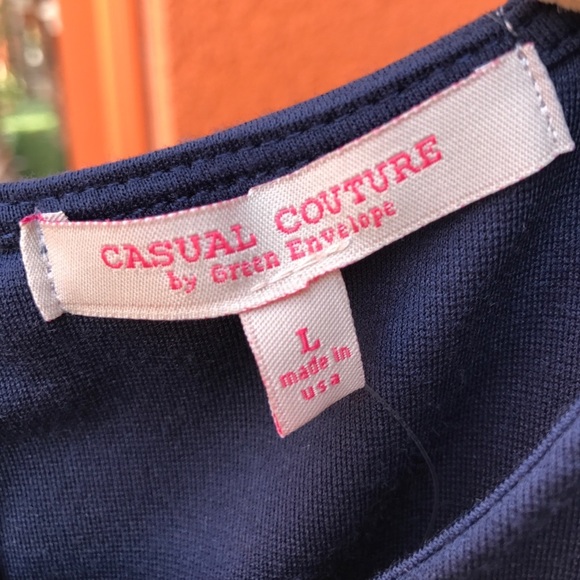 CASUAL COUTURE
by Green Envelope
L
made in
usa